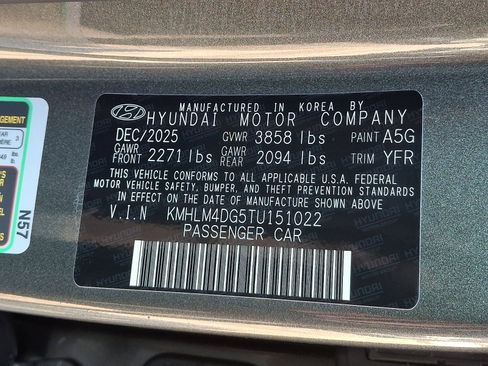 MANUFACTURED IN KOREA BY
HYUNDAI MOTOR COMPANY
DEC/2025 GVWR 3858 lbs PAINT A5G
GAWR FRONT 2271 lbs GAWR REAR 2094 lbs TRIM YFR
THIS VEHICLE CONFORMS TO ALL APPLICABLE U.S.A. FEDERAL
MOTOR VEHICLE SAFETY, BUMPER, AND THEFT PREVENTION STANDARDS
IN EFFECT ON THE DATE OF MANUFACTURE SHOWN ABOVE.
V.I.N KMHLM4DG5TU151022
PASSENGER CAR
N57
3